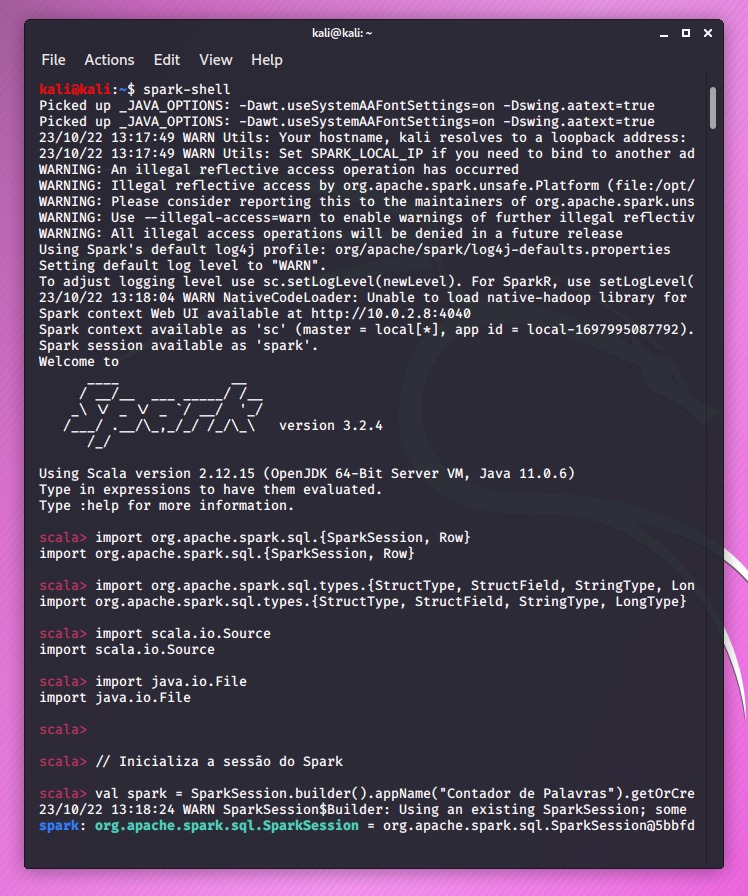 kali@kali: ~
File Actions Edit View Help
kali@kali:~$ spark-shell
Picked up _JAVA_OPTIONS: -Dawt.useSystemAAFontSettings=on -Dswing.aatext=true
Picked up _JAVA_OPTIONS: -Dawt.useSystemAAFontSettings=on -Dswing.aatext=true
23/10/22 13:17:49 WARN Utils: Your hostname, kali resolves to a loopback address:
23/10/22 13:17:49 WARN Utils: Set SPARK_LOCAL_IP if you need to bind to another ad
WARNING: An illegal reflective access operation has occurred
WARNING: Illegal reflective access by org.apache.spark.unsafe.Platform (file:/opt/
WARNING: Please consider reporting this to the maintainers of org.apache.spark.uns
WARNING: Use --illegal-access=warn to enable warnings of further illegal reflectiv
WARNING: All illegal access operations will be denied in a future release
Using Spark's default log4j profile: org/apache/spark/log4j-defaults.properties
Setting default log level to "WARN".
To adjust logging level use sc.setLogLevel(newLevel). For SparkR, use setLogLevel(
23/10/22 13:18:04 WARN NativeCodeLoader: Unable to load native-hadoop library for
Spark context Web UI available at http://10.0.2.8:4040
Spark context available as 'sc' (master = local[*], app id = local-1697995087792).
Spark session available as 'spark'.
Welcome to
      ____              __
     / __/__  ___ _____/ /__
    _\ \/ _ \/ _ `/ __/  '_/
   /___/ .__/\_,_/_/ /_/\_\   version 3.2.4
      /_/
Using Scala version 2.12.15 (OpenJDK 64-Bit Server VM, Java 11.0.6)
Type in expressions to have them evaluated.
Type :help for more information.
scala> import org.apache.spark.sql.{SparkSession, Row}
import org.apache.spark.sql.{SparkSession, Row}
scala> import org.apache.spark.sql.types.{StructType, StructField, StringType, Lon
import org.apache.spark.sql.types.{StructType, StructField, StringType, LongType}
scala> import scala.io.Source
import scala.io.Source
scala> import java.io.File
import java.io.File
scala>
scala> // Inicializa a sessão do Spark
scala> val spark = SparkSession.builder().appName("Contador de Palavras").getOrCre
23/10/22 13:18:24 WARN SparkSession$Builder: Using an existing SparkSession; some
spark: org.apache.spark.sql.SparkSession = org.apache.spark.sql.SparkSession@5bbfd